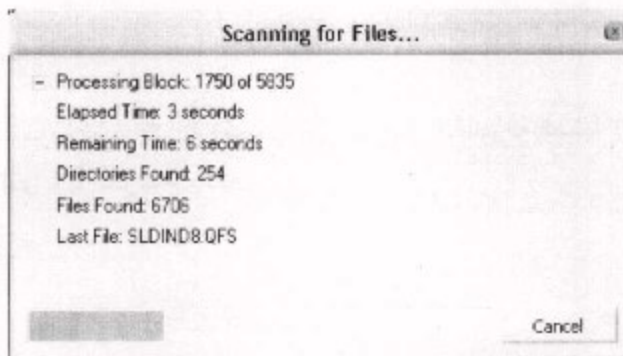 Scanning for Files...
- Processing Block: 1750 of 5835
Elapsed Time: 3 seconds
Remaining Time: 6 seconds
Directories Found: 254
Files Found: 6706
Last File: SLDIND8.QFS
Cancel